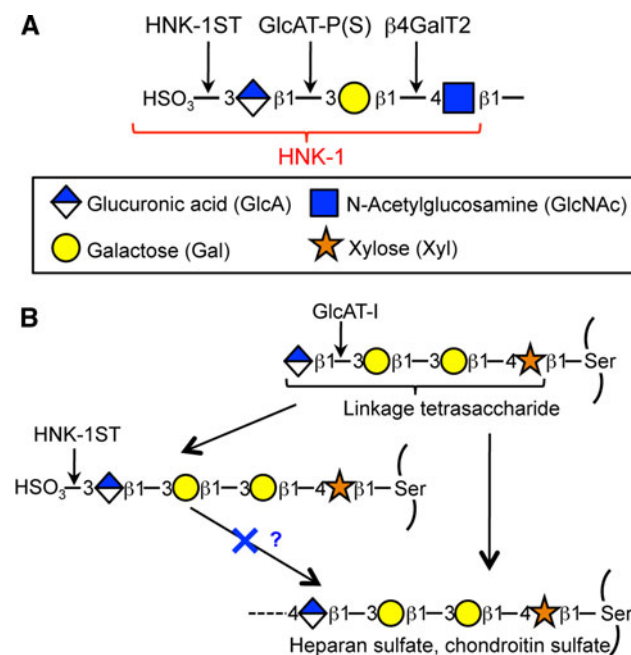 A
HNK-1ST GlcAT-P(S) β4GalT2
HSO₃ 3 β1 3 β1 4 β1
HNK-1
Glucuronic acid (GlcA) N-Acetylglucosamine (GlcNAc)
Galactose (Gal) Xylose (Xyl)
B
GlcAT-I
β1 3 β1 3 β1 4 β1 Ser
Linkage tetrasaccharide
HNK-1ST
HSO₃ 3 β1 3 β1 3 β1 4 β1 Ser
?
4 β1 3 β1 3 β1 4 β1 Ser
Heparan sulfate, chondroitin sulfate